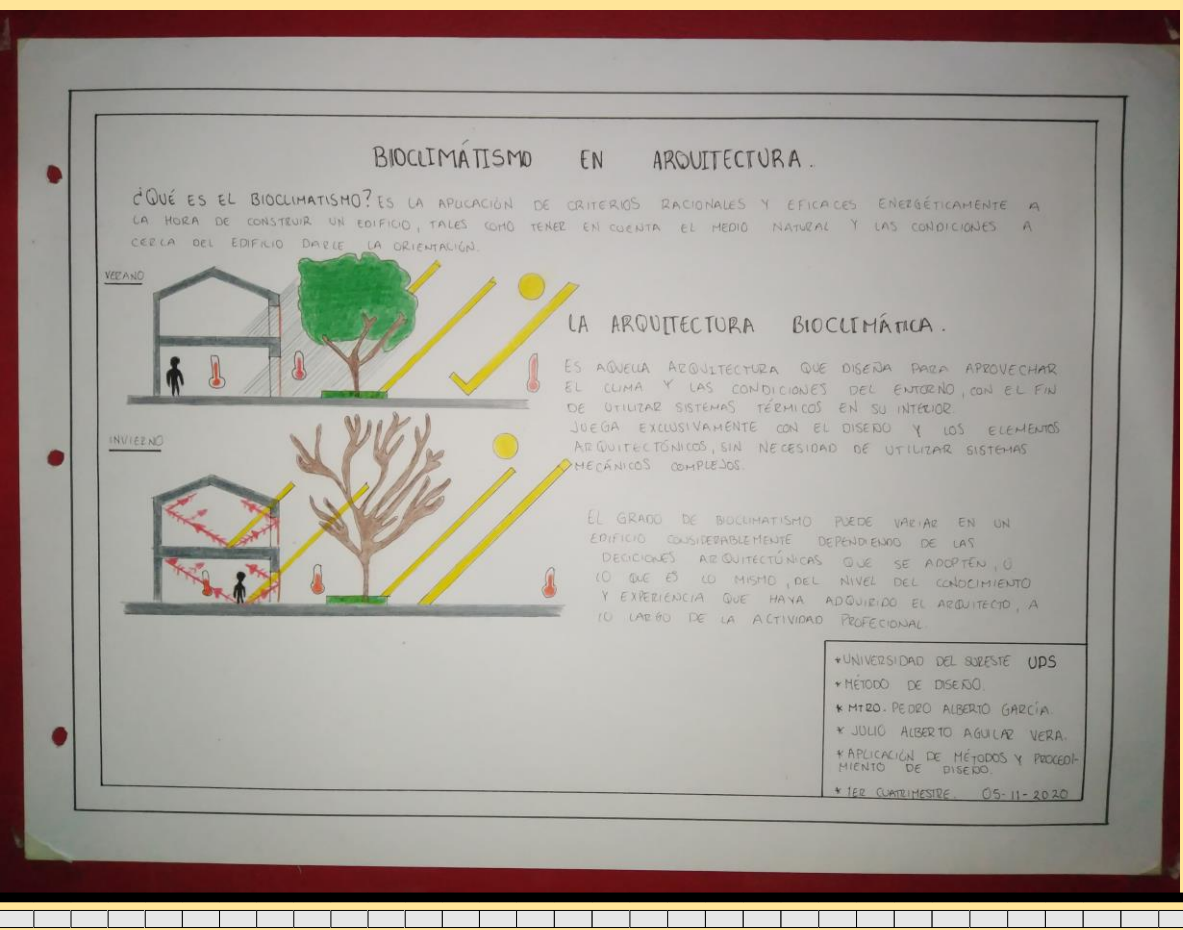 BIOCLIMÁTISMO EN ARQUITECTURA.
¿QUÉ ES EL BIOCLIMATISMO? ES LA APLICACIÓN DE CRITERIOS RACIONALES Y EFICACES ENERGÉTICAMENTE A
LA HORA DE CONSTRUIR UN EDIFICIO, TALES COMO TENER EN CUENTA EL MEDIO NATURAL Y LAS CONDICIONES A
CERCA DEL EDIFICIO DARLE LA ORIENTACIÓN.
VERANO
LA ARQUITECTURA BIOCLIMÁTICA.
ES AQUELLA ARQUITECTURA QUE DISEÑA PARA APROVECHAR
EL CLIMA Y LAS CONDICIONES DEL ENTORNO, CON EL FIN
DE UTILIZAR SISTEMAS TÉRMICOS EN SU INTERIOR.
JUEGA EXCLUSIVAMENTE CON EL DISEÑO Y LOS ELEMENTOS
ARQUITECTÓNICOS, SIN NECESIDAD DE UTILIZAR SISTEMAS
MECÁNICOS COMPLEJOS.
INVIERNO
EL GRADO DE BIOCLIMATISMO PUEDE VARIAR EN UN
EDIFICIO CONSIDERABLEMENTE DEPENDIENDO DE LAS
DECICIONES ARQUITECTÚNICAS QUE SE ADOPTEN, O
LO QUE ES LO MISMO, DEL NIVEL DEL CONOCIMIENTO
Y EXPERIENCIA QUE HAYA ADQUIRIDO EL ARQUITECTO, A
LO LARGO DE LA ACTIVIDAD PROFECIONAL.
*UNIVERSIDAD DEL SURESTE UDS
*MÉTODO DE DISEÑO.
* MTRO. PEDRO ALBERTO GARCÍA.
* JULIO ALBERTO AGUILAR VERA.
*APLICACIÓN DE MÉTODOS Y PROCEDI-
MIENTO DE DISEÑO.
* 1ER CUATRIMESTRE. 05-11-2020